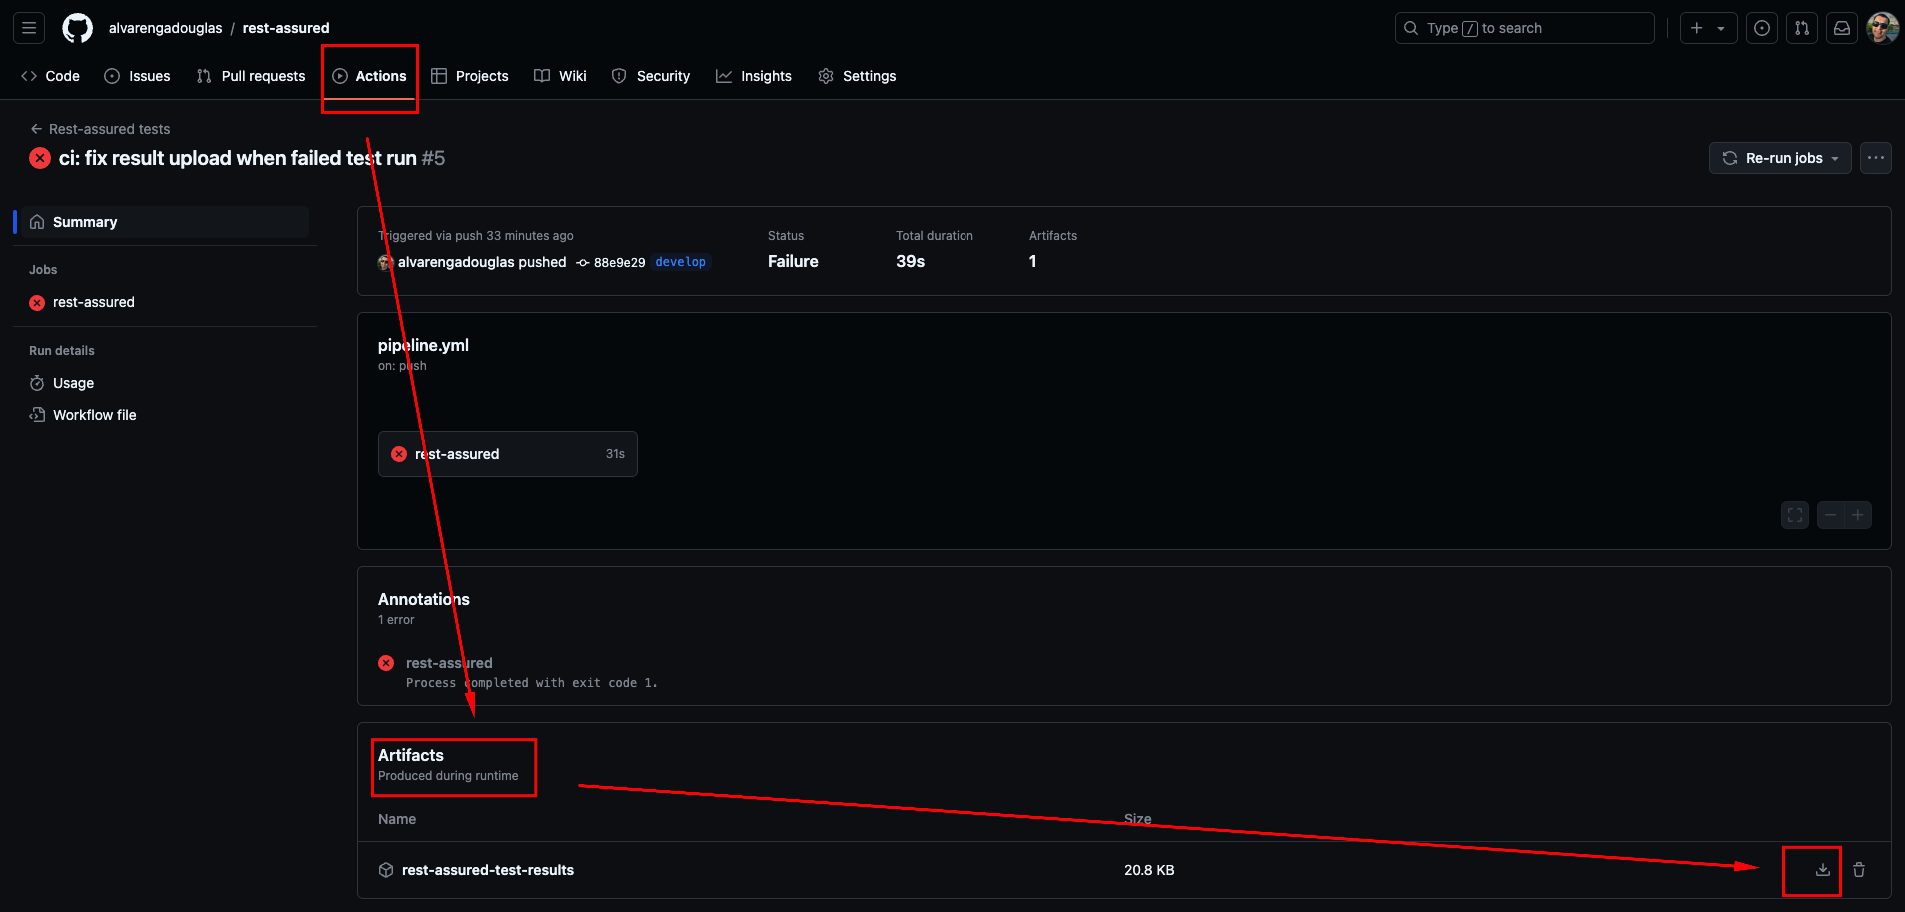 alvarengadouglas / rest-assured
Type / to search
Code Issues Pull requests Actions Projects Wiki Security Insights Settings
Rest-assured tests
ci: fix result upload when failed test run #5
Re-run jobs
Summary
Jobs
rest-assured
Run details
Usage
Workflow file
Triggered via push 33 minutes ago
alvarengadouglas pushed 88e9e29 develop
Status
Failure
Total duration
39s
Artifacts
1
pipeline.yml
on: push
rest-assured 31s
Annotations
1 error
rest-assured
Process completed with exit code 1.
Artifacts
Produced during runtime
Name Size
rest-assured-test-results 20.8 KB